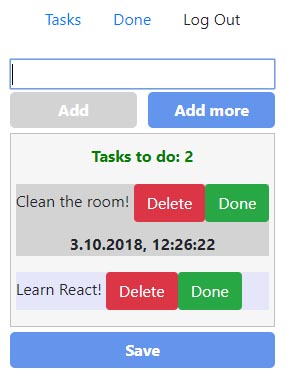 Tasks Done Log Out
Add Add more
Tasks to do: 2
Clean the room! Delete Done
3.10.2018, 12:26:22
Learn React! Delete Done
Save